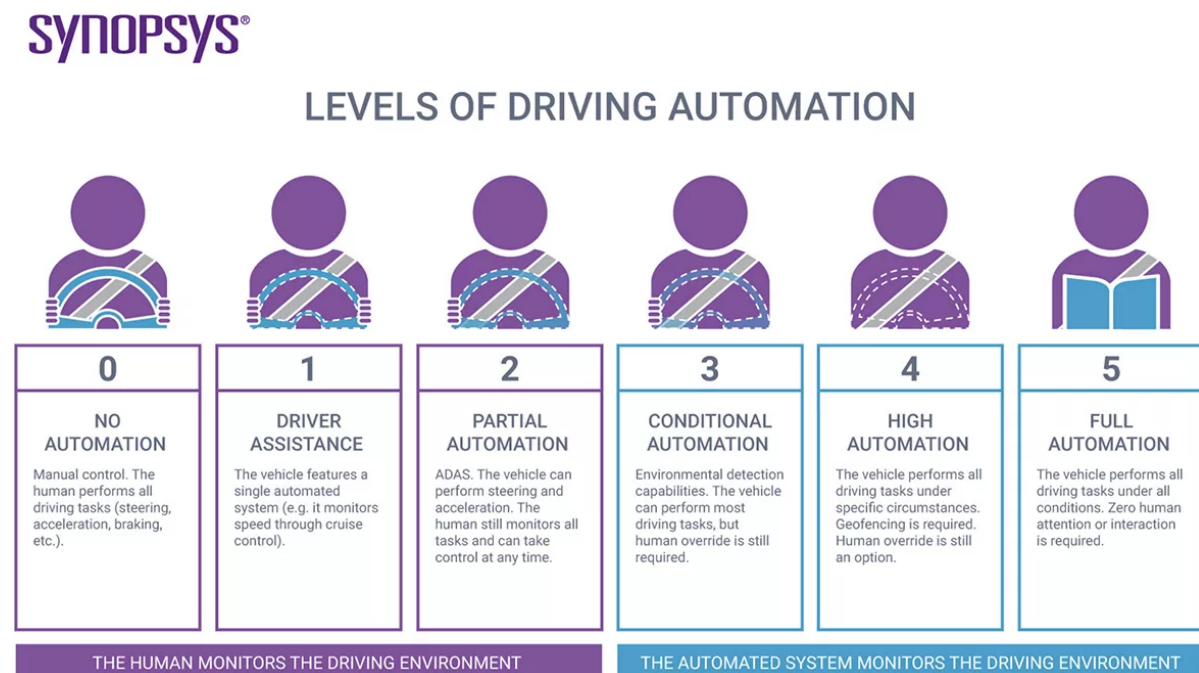 SYNOPSYS®
LEVELS OF DRIVING AUTOMATION
0
NO
AUTOMATION
Manual control. The
human performs all
driving tasks (steering,
acceleration, braking,
etc.).
1
DRIVER
ASSISTANCE
The vehicle features a
single automated
system (e.g. it monitors
speed through cruise
control).
2
PARTIAL
AUTOMATION
ADAS. The vehicle can
perform steering and
acceleration. The
human still monitors all
tasks and can take
control at any time.
3
CONDITIONAL
AUTOMATION
Environmental detection
capabilities. The vehicle
can perform most
driving tasks, but
human override is still
required.
4
HIGH
AUTOMATION
The vehicle performs all
driving tasks under
specific circumstances.
Geofencing is required.
Human override is still
an option.
5
FULL
AUTOMATION
The vehicle performs all
driving tasks under all
conditions. Zero human
attention or interaction
is required.
THE HUMAN MONITORS THE DRIVING ENVIRONMENT
THE AUTOMATED SYSTEM MONITORS THE DRIVING ENVIRONMENT